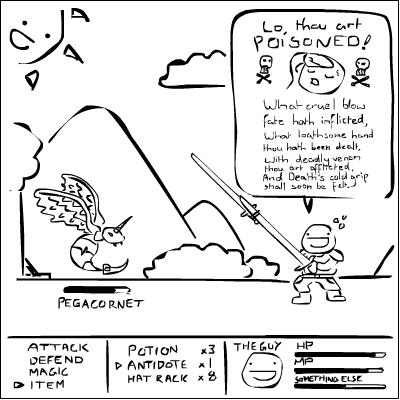 Lo, thou art
POISONED!
What cruel blow
fate hath inflicted,
What loathsome hand
thou hath been dealt,
With deadly venom
thou art afflicted,
And Death's cold grip
shall soon be felt.
PEGACORNET
ATTACK
DEFEND
MAGIC
ITEM
POTION x3
ANTIDOTE x1
HAT RACK x8
THE GUY
HP
MP
SOMETHING ELSE